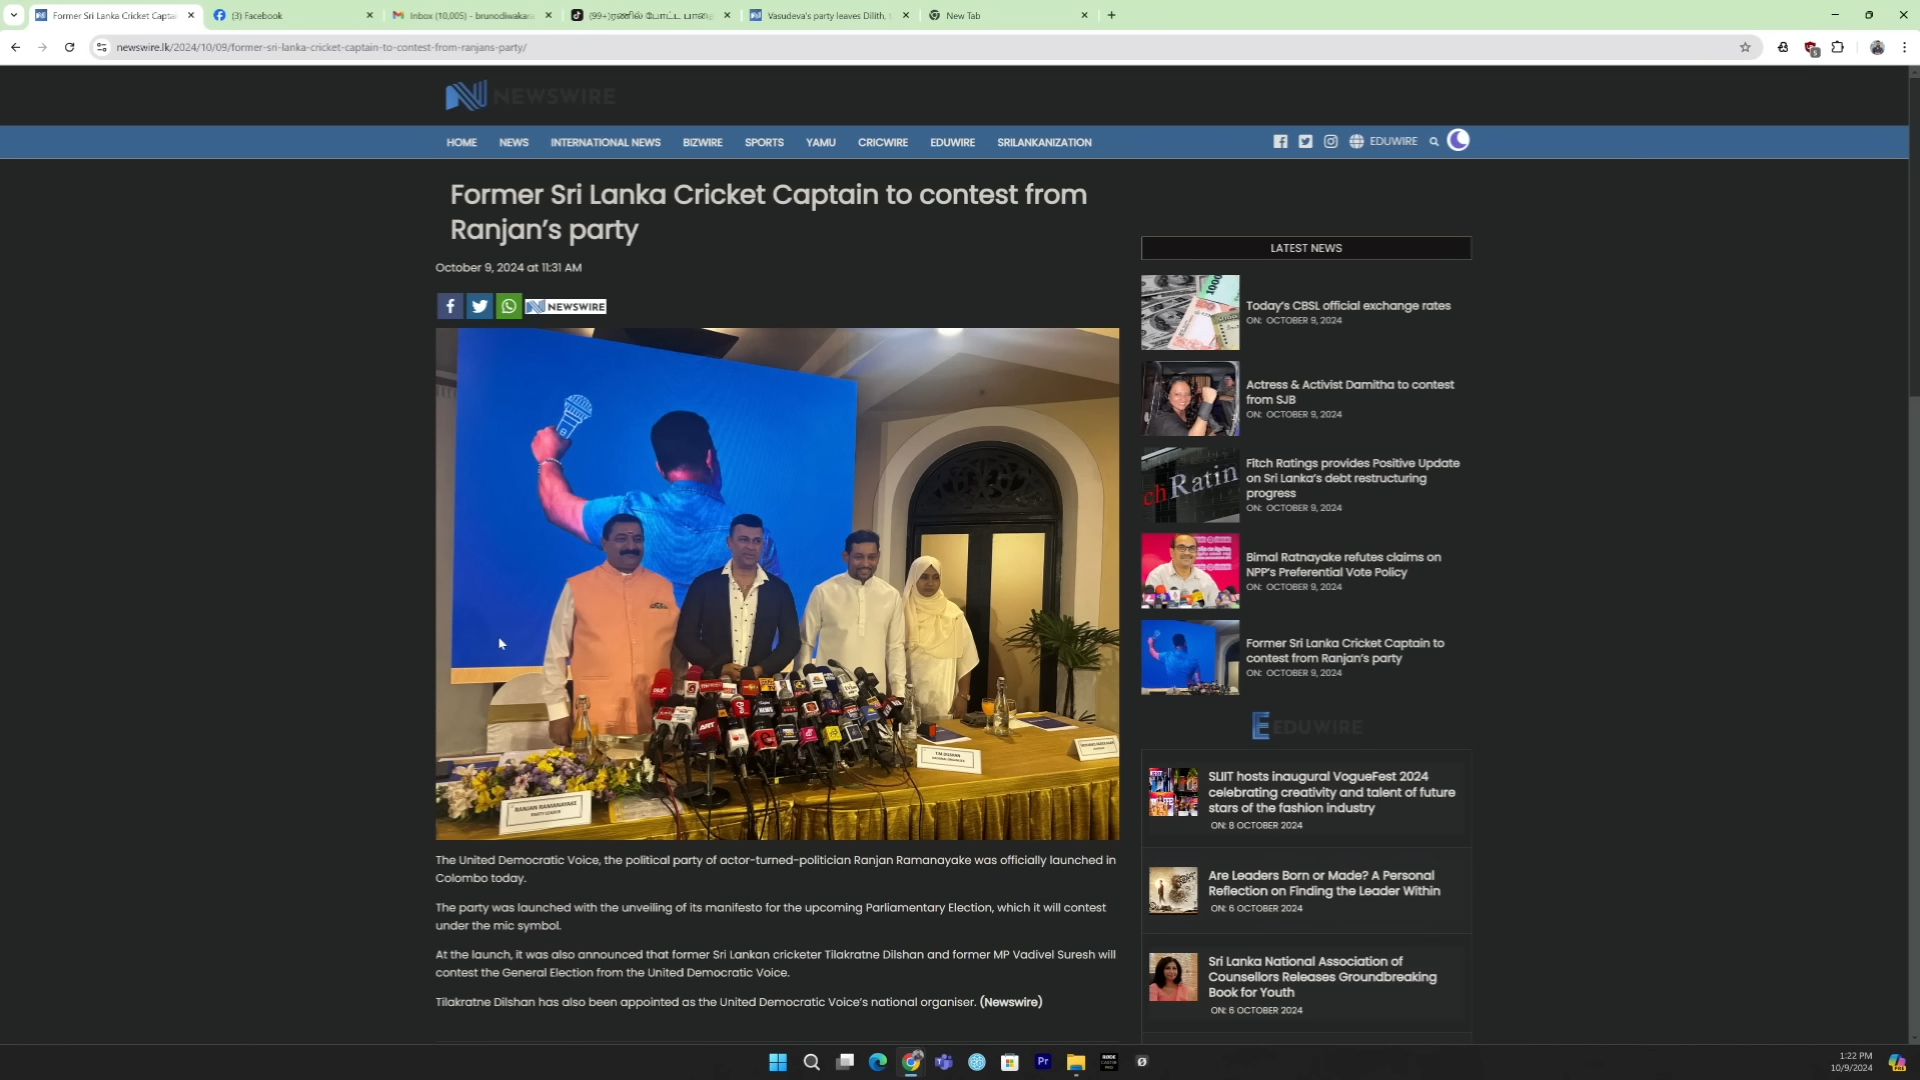 Former Sri Lanka Cricket Capta
(3) Facebook
Inbox (10,005) - brunodiwakar
Vasudeva's party leaves Dilith,
New Tab
newswire.lk/2024/10/09/former-sri-lanka-cricket-captain-to-contest-from-ranjans-party/
NEWSWIRE
HOME NEWS INTERNATIONAL NEWS BIZWIRE SPORTS YAMU CRICWIRE EDUWIRE SRILANKANIZATION
EDUWIRE
Former Sri Lanka Cricket Captain to contest from
Ranjan’s party
October 9, 2024 at 11:31 AM
NEWSWIRE
RANJAN RAMANAYAKE
PARTY LEADER
T.M DILSHAN
NATIONAL ORGANIZER
The United Democratic Voice, the political party of actor-turned-politician Ranjan Ramanayake was officially launched in
Colombo today.
The party was launched with the unveiling of its manifesto for the upcoming Parliamentary Election, which it will contest
under the mic symbol.
At the launch, it was also announced that former Sri Lankan cricketer Tilakratne Dilshan and former MP Vadivel Suresh will
contest the General Election from the United Democratic Voice.
Tilakratne Dilshan has also been appointed as the United Democratic Voice’s national organiser. (Newswire)
LATEST NEWS
1000
Today’s CBSL official exchange rates
ON: OCTOBER 9, 2024
Actress & Activist Damitha to contest
from SJB
ON: OCTOBER 9, 2024
chRatin
Fitch Ratings provides Positive Update
on Sri Lanka’s debt restructuring
progress
ON: OCTOBER 9, 2024
Bimal Ratnayake refutes claims on
NPP’s Preferential Vote Policy
ON: OCTOBER 9, 2024
Former Sri Lanka Cricket Captain to
contest from Ranjan’s party
ON: OCTOBER 9, 2024
EEDUWIRE
SLIIT hosts inaugural VogueFest 2024
celebrating creativity and talent of future
stars of the fashion industry
ON: 8 OCTOBER 2024
Are Leaders Born or Made? A Personal
Reflection on Finding the Leader Within
ON: 6 OCTOBER 2024
Sri Lanka National Association of
Counsellors Releases Groundbreaking
Book for Youth
ON: 6 OCTOBER 2024
Pr
1:22 PM
10/9/2024